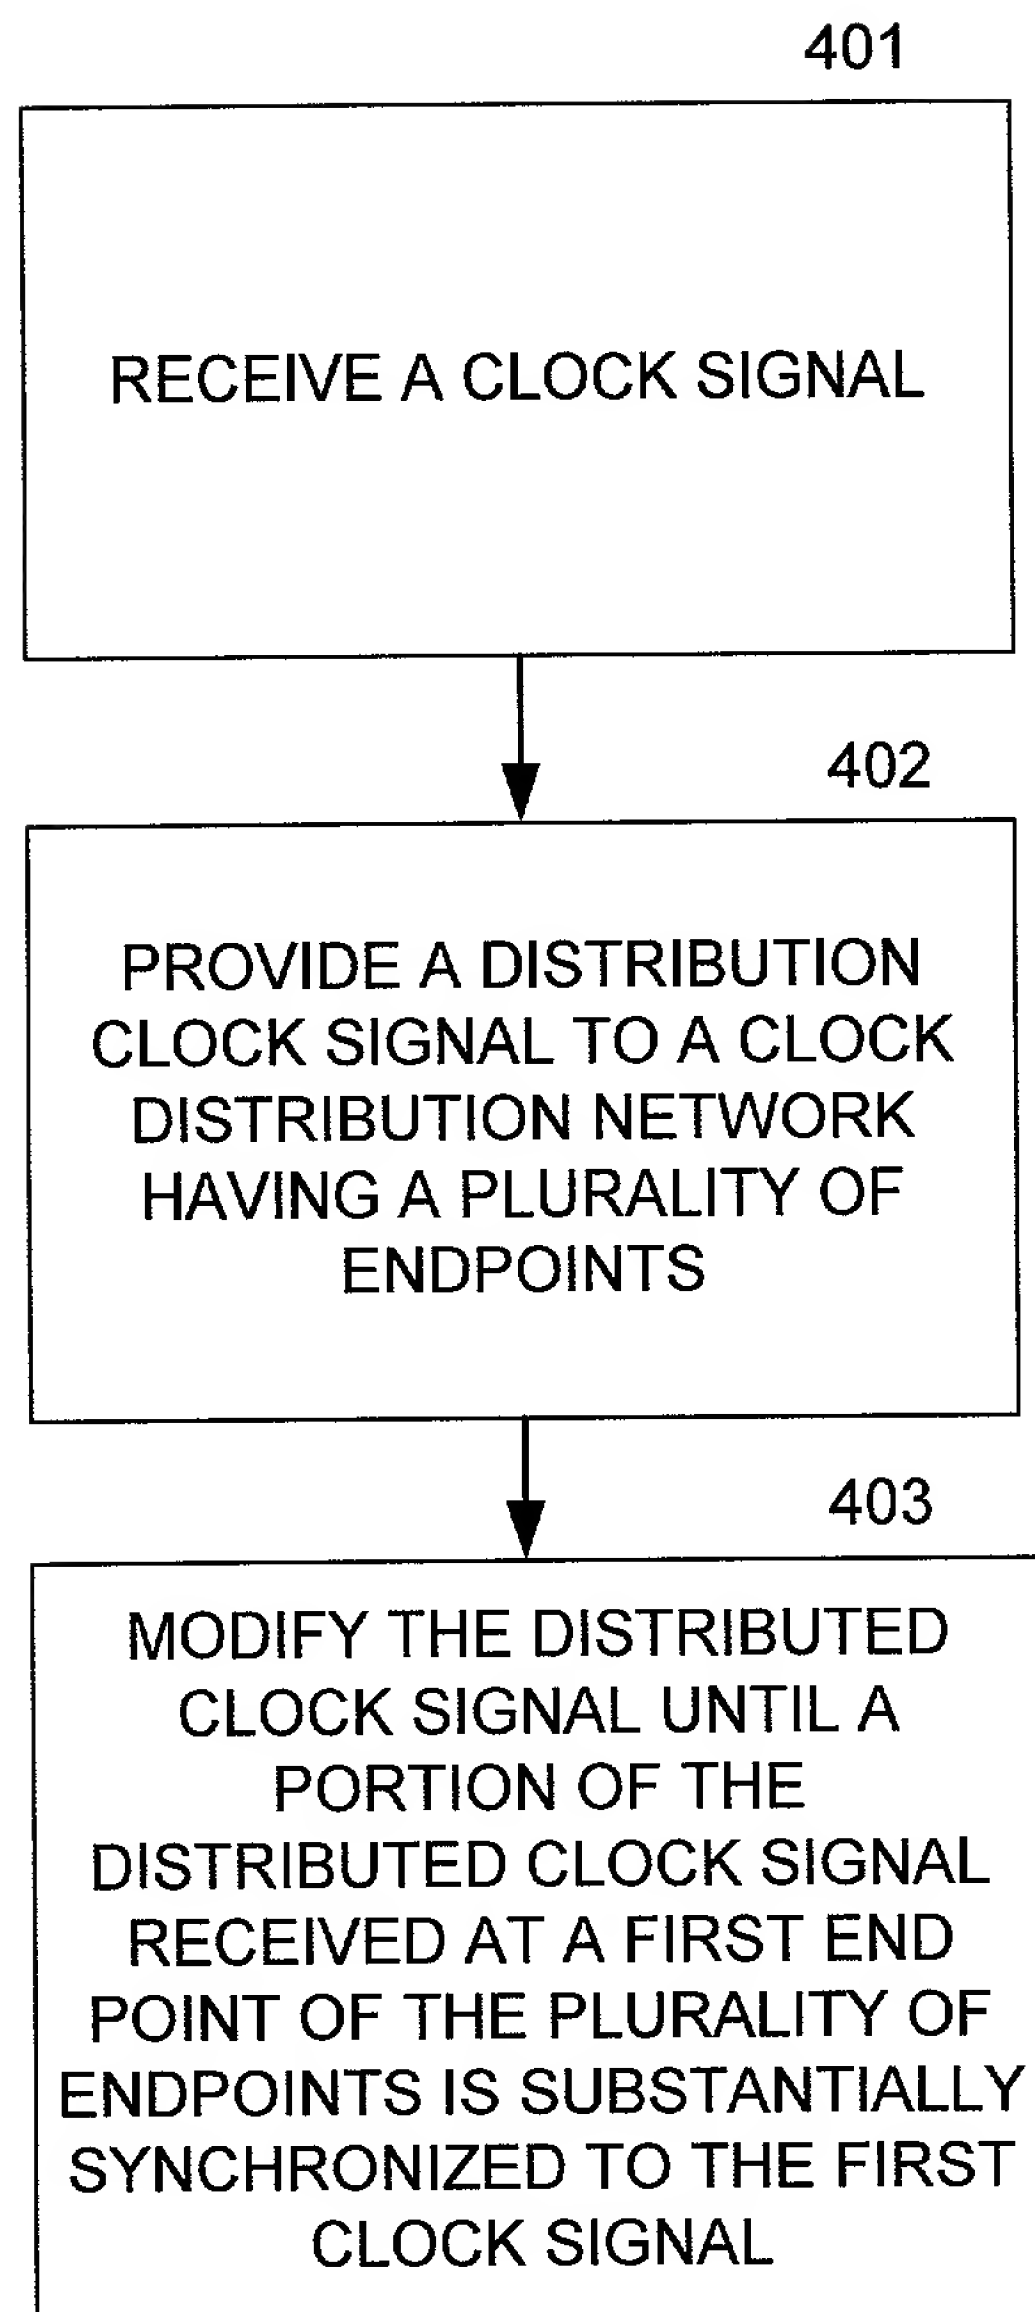 401
RECEIVE A CLOCK SIGNAL
402
PROVIDE A DISTRIBUTION
CLOCK SIGNAL TO A CLOCK
DISTRIBUTION NETWORK
HAVING A PLURALITY OF
ENDPOINTS
403
MODIFY THE DISTRIBUTED
CLOCK SIGNAL UNTIL A
PORTION OF THE
DISTRIBUTED CLOCK SIGNAL
RECEIVED AT A FIRST END
POINT OF THE PLURALITY OF
ENDPOINTS IS SUBSTANTIALLY
SYNCHRONIZED TO THE FIRST
CLOCK SIGNAL